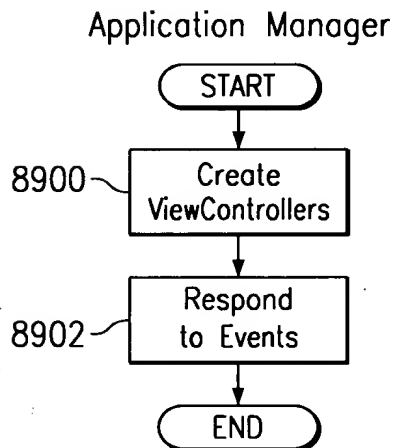 Application Manager
START
8900
Create
ViewControllers
8902
Respond
to Events
END